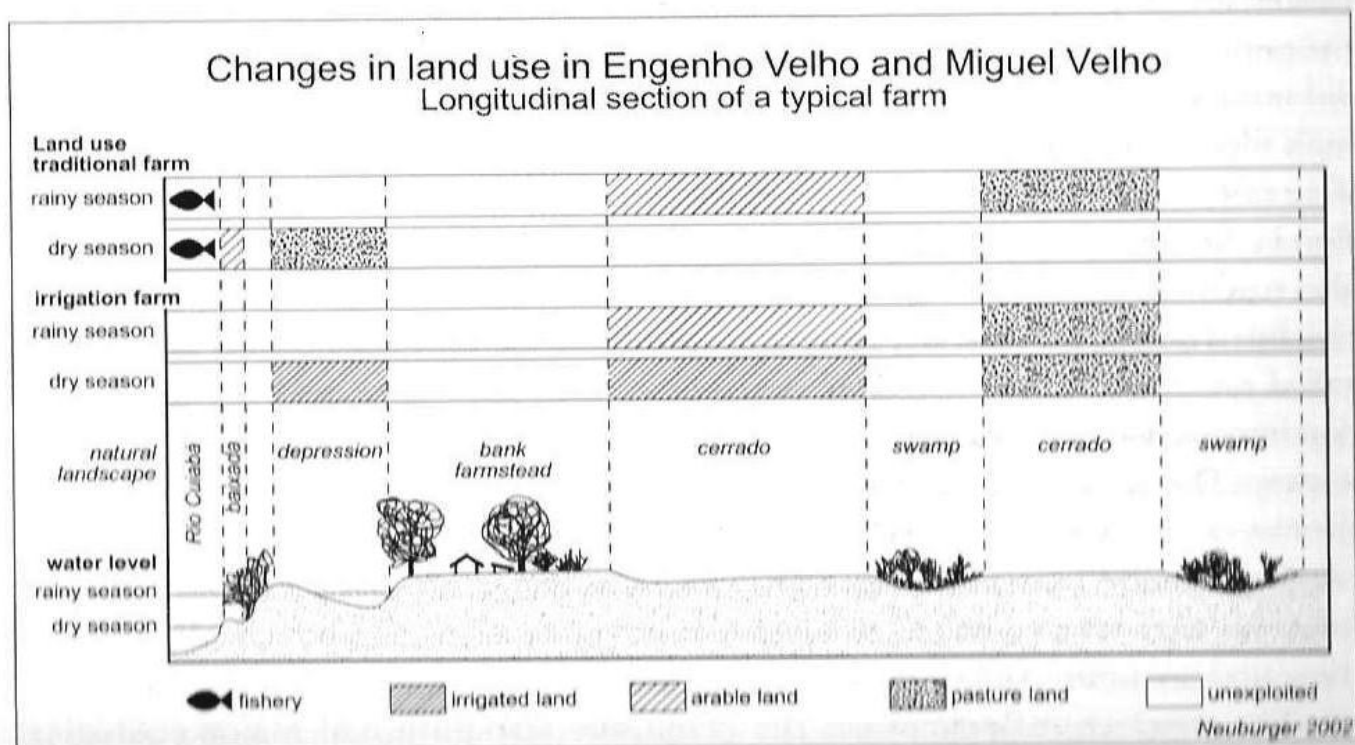 Changes in land use in Engenho Velho and Miguel Velho
Longitudinal section of a typical farm
Land use
traditional farm
rainy season
dry season
irrigation farm
rainy season
dry season
natural
landscape
Rio Cuiabá
baixada
depression
bank
farmstead
cerrado
swamp
cerrado
swamp
water level
rainy season
dry season
fishery
irrigated land
arable land
pasture land
unexploited
Neuburger 2002